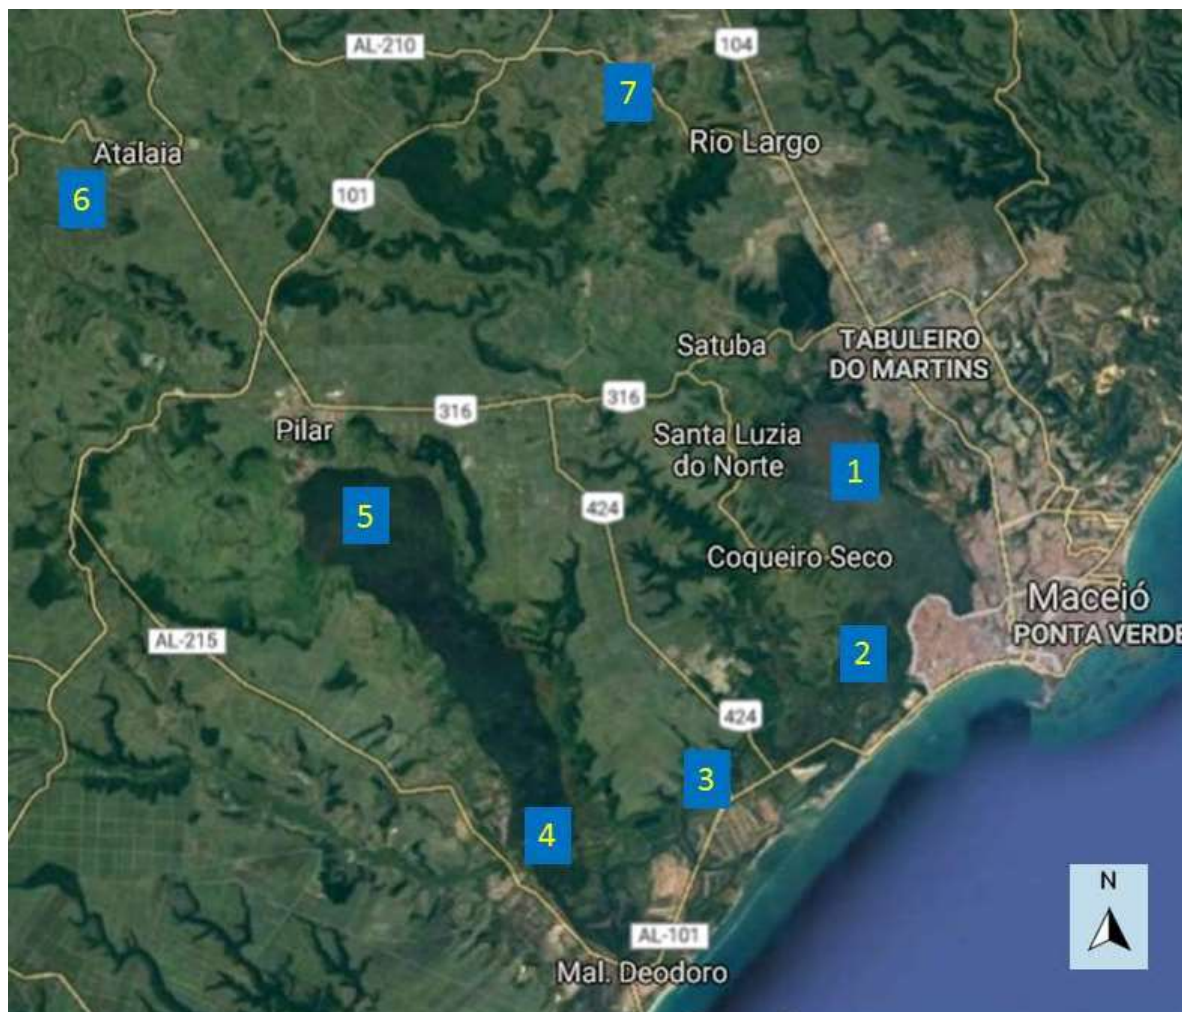 AL-210
104
7
Rio Largo
Atalaia
6
101
Satuba
TABULEIRO
DO MARTINS
316
316
Pilar
Santa Luzia
do Norte
1
5
424
Coqueiro Seco
Maceió
PONTA VERDE
AL-215
2
424
3
4
N
AL-101
Mal. Deodoro